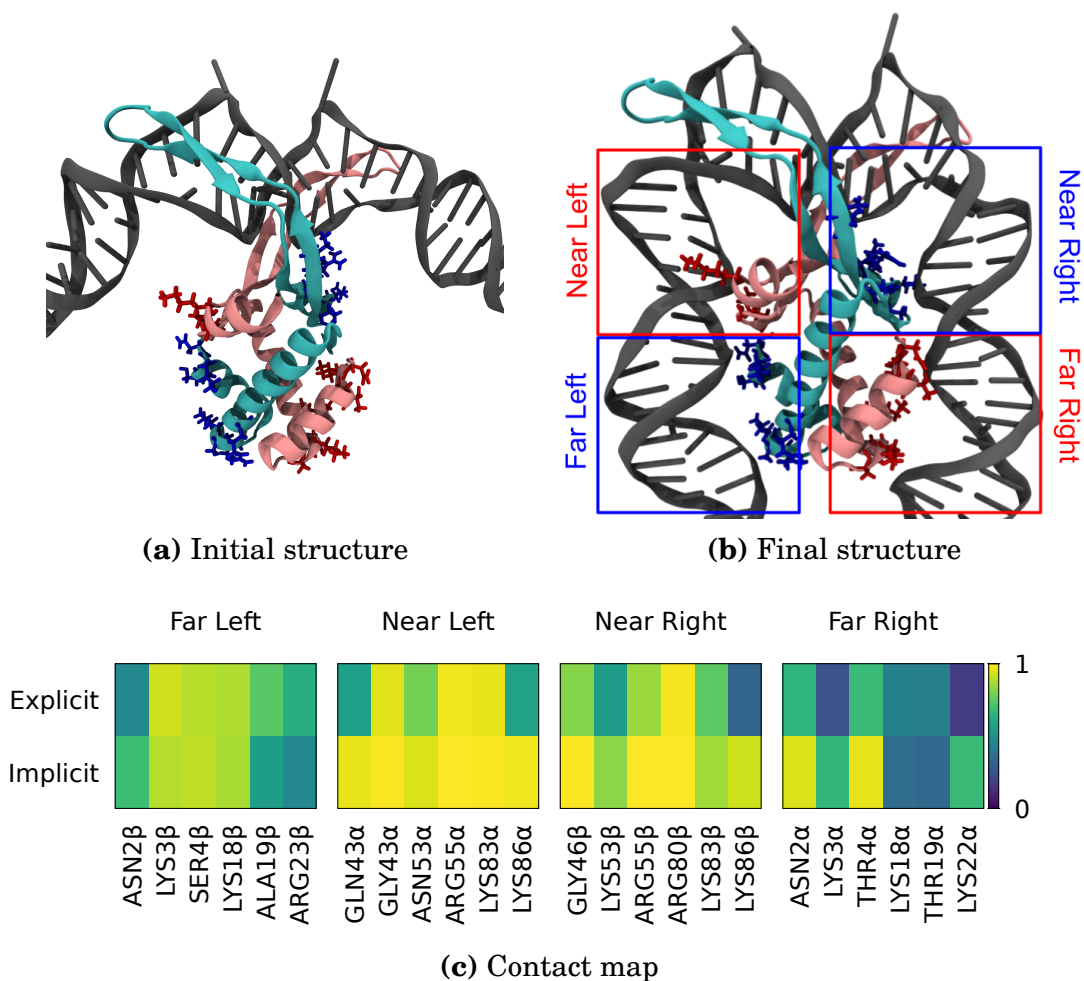 Near Left
Far Left
Near Right
Far Right
(a) Initial structure
(b) Final structure
Far Left
Near Left
Near Right
Far Right
Explicit
Implicit
1
0
ASN2β
LYS3β
SER4β
LYS18β
ALA19β
ARG23β
GLN43α
GLY43α
ASN53α
ARG55α
LYS83α
LYS86α
GLY46β
LYS53β
ARG55β
ARG80β
LYS83β
LYS86β
ASN2α
LYS3α
THR4α
LYS18α
THR19α
LYS22α
(c) Contact map